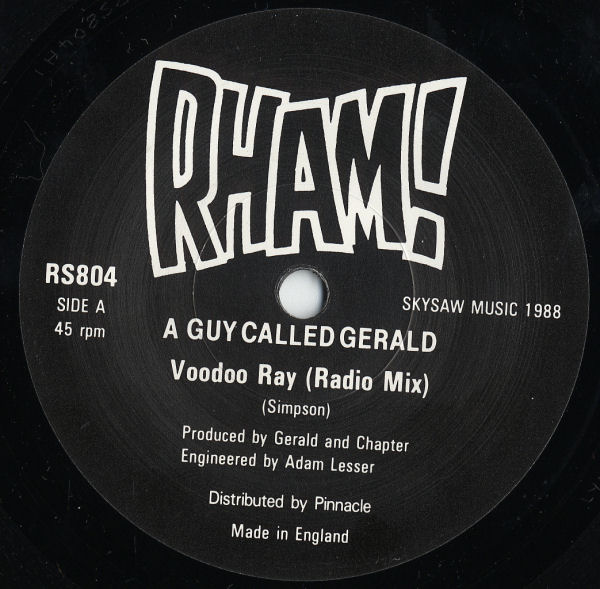 RHAM!
RS804
SIDE A
45 rpm
SKYSAW MUSIC 1988
A GUY CALLED GERALD
Voodoo Ray (Radio Mix)
(Simpson)
Produced by Gerald and Chapter
Engineered by Adam Lesser
Distributed by Pinnacle
Made in England